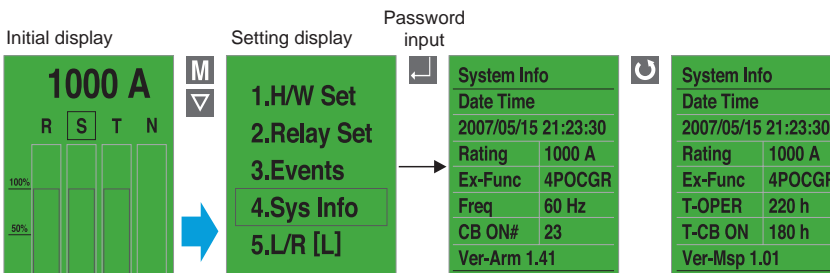 Password
Initial display
Setting display
input
1000 A
R S T N
100%
50%
M
1.H/W Set
2.Relay Set
3.Events
4.Sys Info
5.L/R [L]
System Info
Date Time
2007/05/15 21:23:30
Rating 1000 A
Ex-Func 4POCGR
Freq 60 Hz
CB ON# 23
Ver-Arm 1.41
System Info
Date Time
2007/05/15 21:23:30
Rating 1000 A
Ex-Func 4POCGR
T-OPER 220 h
T-CB ON 180 h
Ver-Msp 1.01